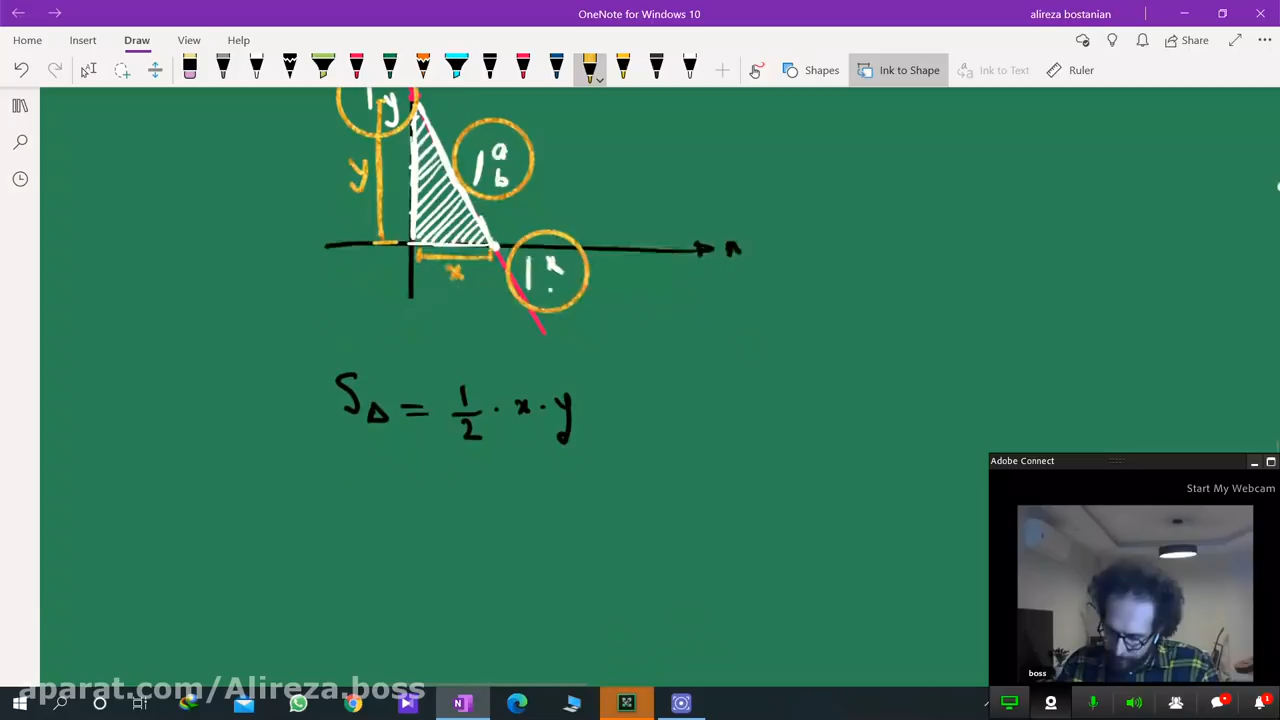 OneNote for Windows 10
alireza bostanian
Home
Insert
Draw
View
Help
Share
Shapes
Ink to Shape
Ink to Text
Ruler
y
y
a
b
x
x
S△ = 1/2 · x · y
Adobe Connect
Start My Webcam
boss
aparat.com/Alireza.boss